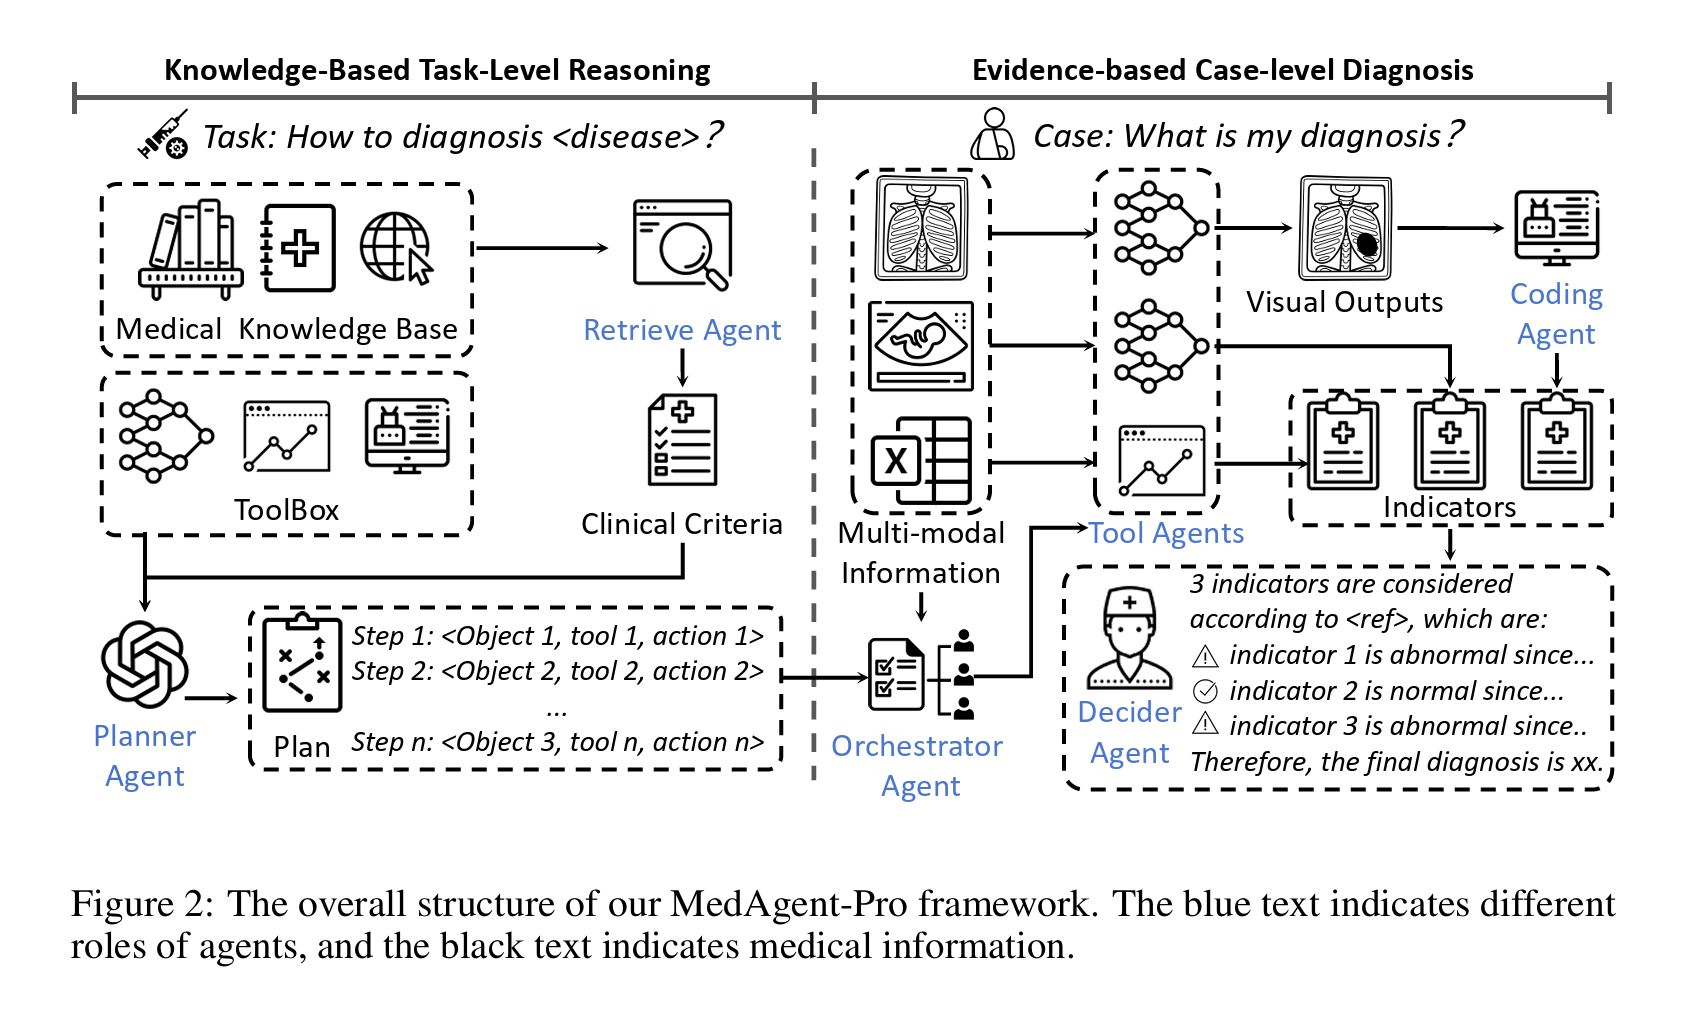 Knowledge-Based Task-Level Reasoning
Evidence-based Case-level Diagnosis
Task: How to diagnosis <disease>?
Case: What is my diagnosis?
Medical Knowledge Base
Retrieve Agent
ToolBox
Clinical Criteria
Planner
Agent
Plan
Step 1: <Object 1, tool 1, action 1>
Step 2: <Object 2, tool 2, action 2>
...
Step n: <Object 3, tool n, action n>
X
Multi-modal
Information
Tool Agents
Visual Outputs
Coding
Agent
Indicators
Orchestrator
Agent
Decider
Agent
3 indicators are considered
according to <ref>, which are:
indicator 1 is abnormal since...
indicator 2 is normal since...
indicator 3 is abnormal since..
Therefore, the final diagnosis is xx.
Figure 2: The overall structure of our MedAgent-Pro framework. The blue text indicates different
roles of agents, and the black text indicates medical information.